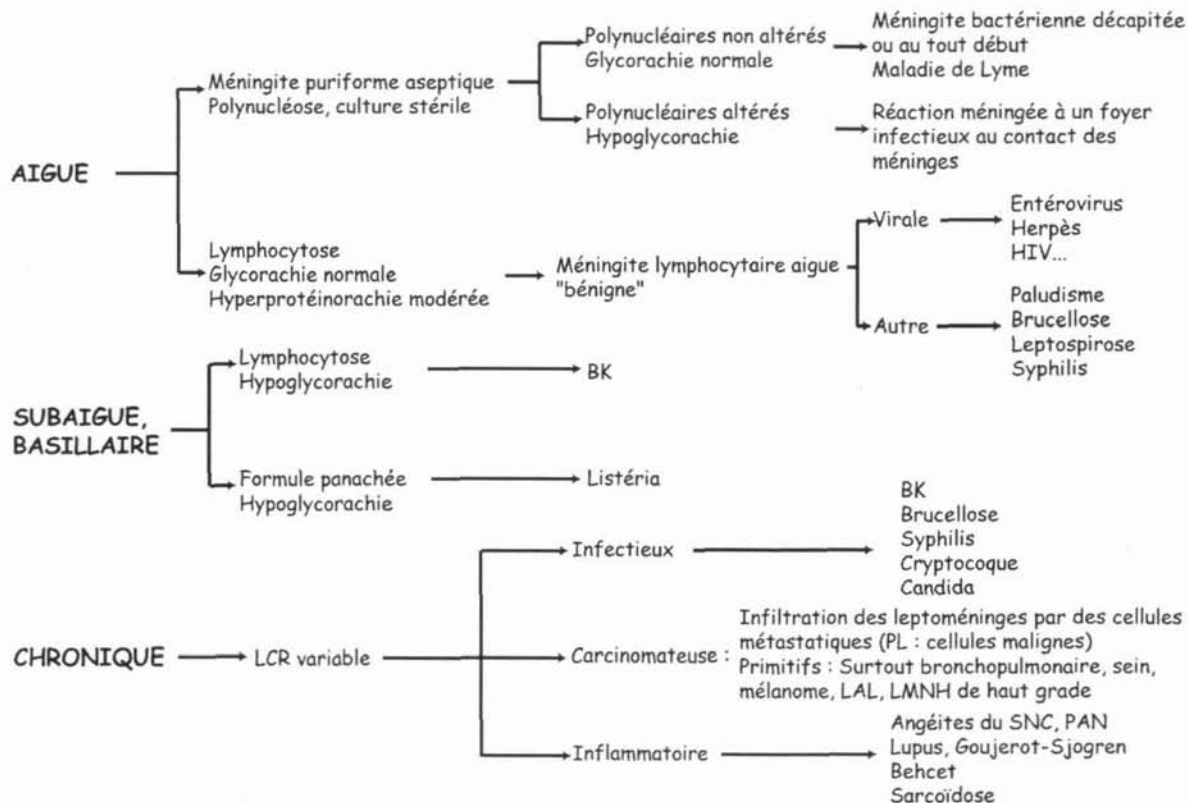 AIGUE
Méningite puriforme aseptique
Polynucléose, culture stérile
Polynucléaires non altérés
Glycorachie normale
Méningite bactérienne décapitée
ou au tout début
Maladie de Lyme
Polynucléaires altérés
Hypoglycorachie
Réaction méningée à un foyer
infectieux au contact des
méninges
Lymphocytose
Glycorachie normale
Hyperprotéinorachie modérée
Méningite lymphocytaire aigue
"bénigne"
Virale
Entérovirus
Herpès
HIV...
Autre
Paludisme
Brucellose
Leptospirose
Syphilis
SUBAIGUE,
BASILLAIRE
Lymphocytose
Hypoglycorachie
BK
Formule panachée
Hypoglycorachie
Listéria
CHRONIQUE
LCR variable
Infectieux
BK
Brucellose
Syphilis
Cryptocoque
Candida
Carcinomateuse :
Infiltration des leptoméninges par des cellules
métastatiques (PL : cellules malignes)
Primitifs : Surtout bronchopulmonaire, sein,
mélanome, LAL, LMNH de haut grade
Inflammatoire
Angéites du SNC, PAN
Lupus, Goujerot-Sjogren
Behcet
Sarcoïdose